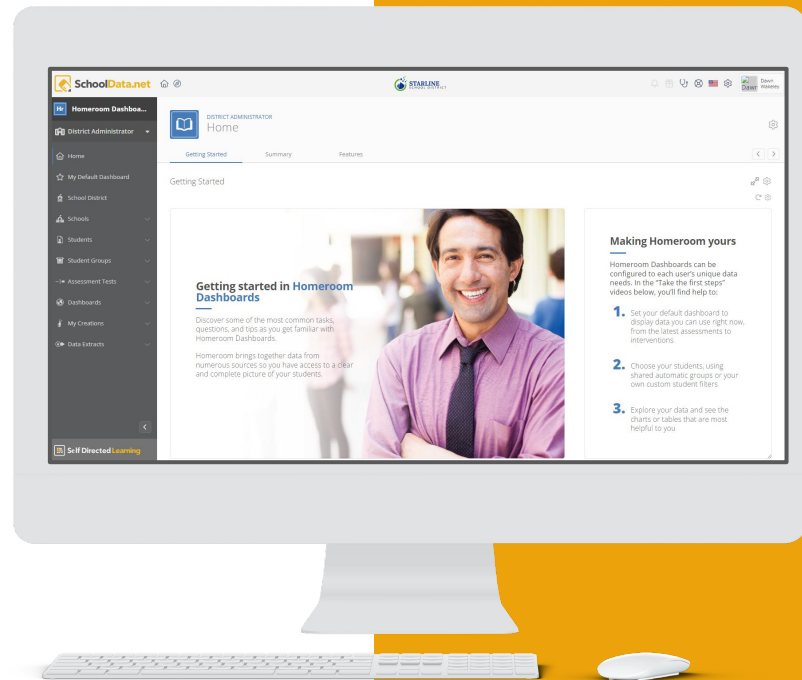 SchoolData.net
STARLINE
SCHOOL DISTRICT
Dawn
Dawn
Wakeley
Hr Homeroom Dashboa...
District Administrator
Home
My Default Dashboard
School District
Schools
Students
Student Groups
Assessment Tests
Dashboards
My Creations
Data Extracts
Self Directed Learning
DISTRICT ADMINISTRATOR
Home
Getting Started Summary Features
Getting Started
Getting started in Homeroom
Dashboards
Discover some of the most common tasks,
questions, and tips as you get familiar with
Homeroom Dashboards.
Homeroom brings together data from
numerous sources so you have access to a clear
and complete picture of your students.
Making Homeroom yours
Homeroom Dashboards can be
configured to each user's unique data
needs. In the "Take the first steps"
videos below, you'll find help to:
1. Set your default dashboard to
display data you can use right now,
from the latest assessments to
interventions
2. Choose your students, using
shared automatic groups or your
own custom student filters
3. Explore your data and see the
charts or tables that are most
helpful to you